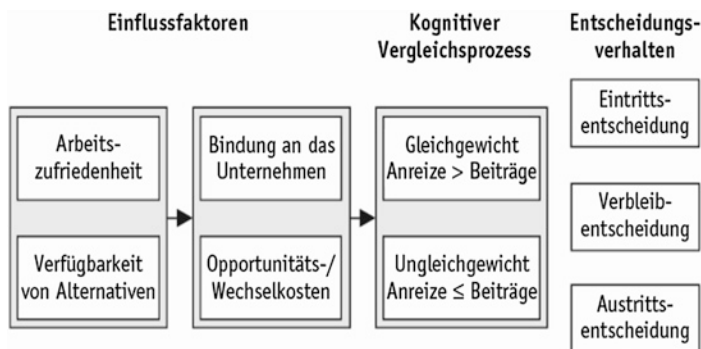 Einflussfaktoren
Kognitiver
Vergleichsprozess
Entscheidungs-
verhalten
Arbeits-
zufriedenheit
Verfügbarkeit
von Alternativen
Bindung an das
Unternehmen
Opportunitäts-/
Wechselkosten
Gleichgewicht
Anreize > Beiträge
Ungleichgewicht
Anreize ≤ Beiträge
Eintritts-
entscheidung
Verbleib-
entscheidung
Austritts-
entscheidung